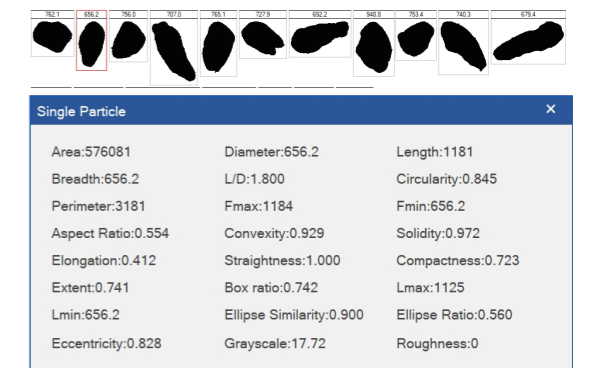 762.1 656.2 756.0 707.0 765.1 727.9 692.2 948.8 753.4 740.3 679.4
Single Particle ×
Area:576081 Diameter:656.2 Length:1181
Breadth:656.2 L/D:1.800 Circularity:0.845
Perimeter:3181 Fmax:1184 Fmin:656.2
Aspect Ratio:0.554 Convexity:0.929 Solidity:0.972
Elongation:0.412 Straightness:1.000 Compactness:0.723
Extent:0.741 Box ratio:0.742 Lmax:1125
Lmin:656.2 Ellipse Similarity:0.900 Ellipse Ratio:0.560
Eccentricity:0.828 Grayscale:17.72 Roughness:0